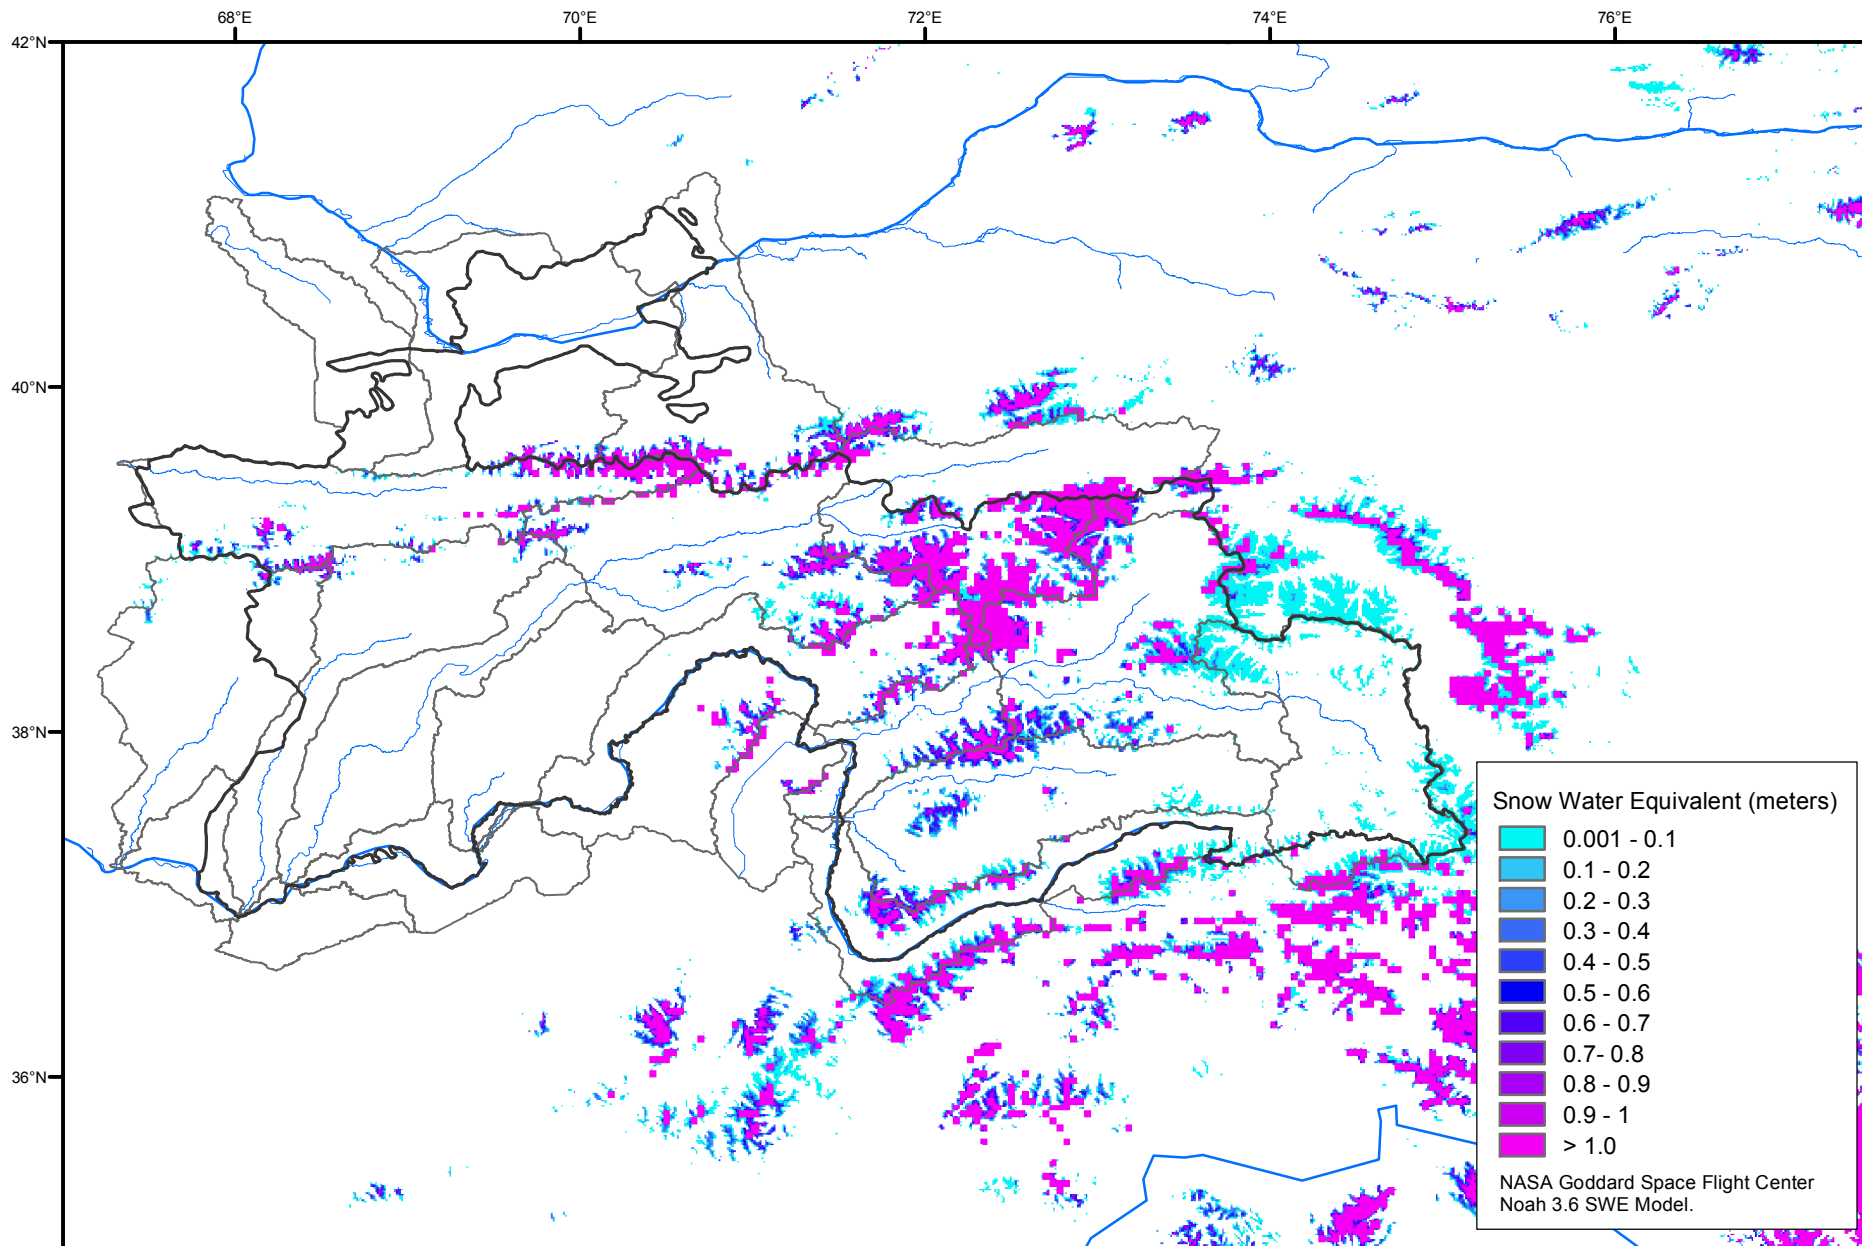 68°E
70°E
72°E
74°E
76°E
42°N
40°N
38°N
36°N
Snow Water Equivalent (meters)
0.001 - 0.1
0.1 - 0.2
0.2 - 0.3
0.3 - 0.4
0.4 - 0.5
0.5 - 0.6
0.6 - 0.7
0.7- 0.8
0.8 - 0.9
0.9 - 1
> 1.0
NASA Goddard Space Flight Center
Noah 3.6 SWE Model.